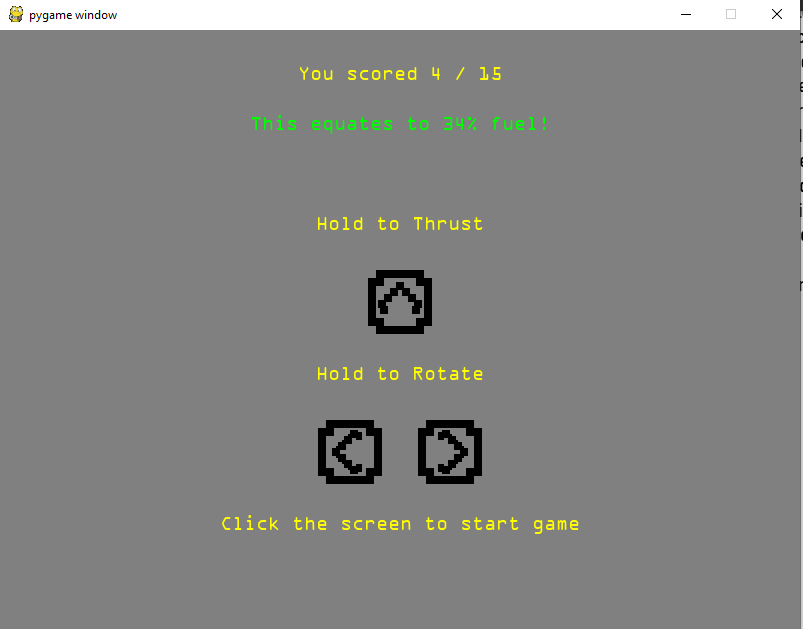 pygame window
You scored 4 / 15
This equates to 34% fuel!
Hold to Thrust
Hold to Rotate
Click the screen to start game